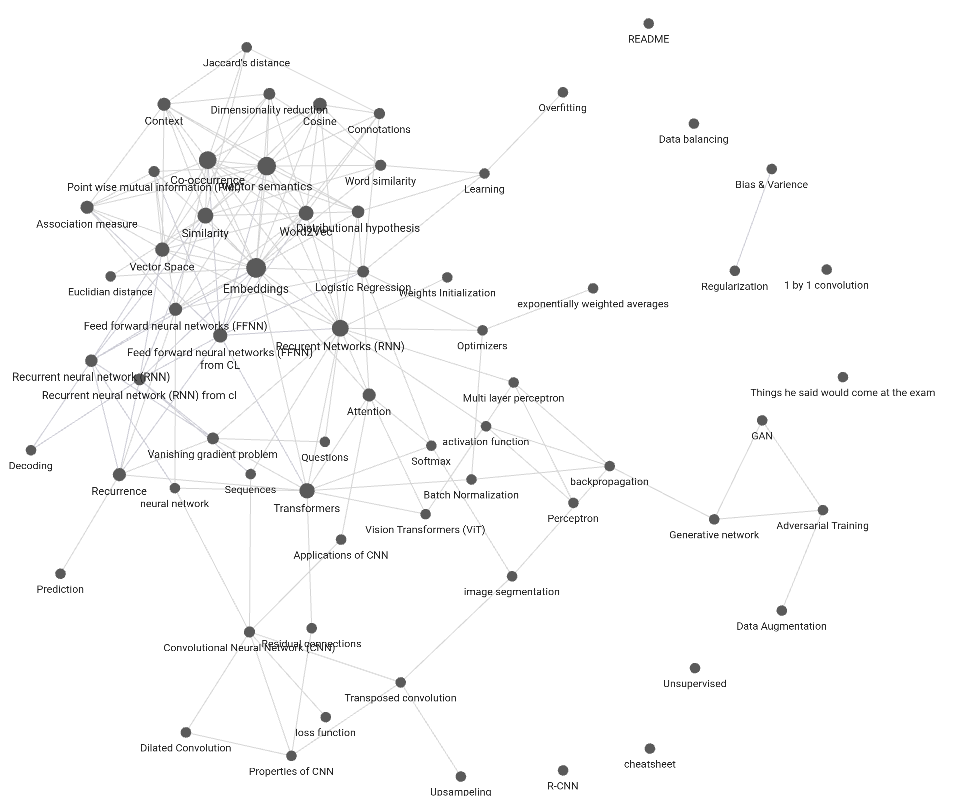 README
Jaccard's distance
Overfitting
Dimensionality reduction
Context
Cosine
Connotations
Data balancing
Co-occurrence
Word similarity
Bias & Varience
Point wise mutual information (PMI)
Vector semantics
Learning
Association measure
Similarity
Word2Vec
Distributional hypothesis
Vector Space
Euclidian distance
Embeddings
Logistic Regression
Weights Initialization
Regularization
1 by 1 convolution
exponentially weighted averages
Feed forward neural networks (FFNN)
Recurent Networks (RNN)
Optimizers
Feed forward neural networks (FFNN)
from CL
Recurrent neural network (RNN)
Recurrent neural network (RNN) from cl
Things he said would come at the exam
Multi layer perceptron
Attention
GAN
activation function
Vanishing gradient problem
Questions
Softmax
Decoding
backpropagation
Recurrence
Sequences
neural network
Transformers
Batch Normalization
Perceptron
Vision Transformers (ViT)
Generative network
Adversarial Training
Applications of CNN
Prediction
image segmentation
Data Augmentation
Convolutional Neural Network (CNN)
Residual connections
Unsupervised
Transposed convolution
loss function
Dilated Convolution
Properties of CNN
cheatsheet
R-CNN
Upsampeling